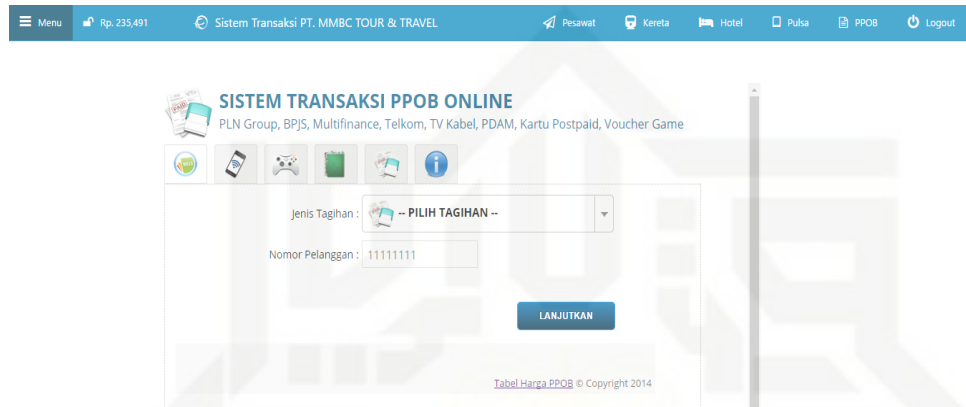 Menu Rp. 235,491 Sistem Transaksi PT. MMBC TOUR & TRAVEL Pesawat Kereta Hotel Pulsa PPOB Logout
SISTEM TRANSAKSI PPOB ONLINE
PLN Group, BPJS, Multifinance, Telkom, TV Kabel, PDAM, Kartu Postpaid, Voucher Game
Jenis Tagihan : -- PILIH TAGIHAN --
Nomor Pelanggan : 11111111
LANJUTKAN
Tabel Harga PPOB © Copyright 2014